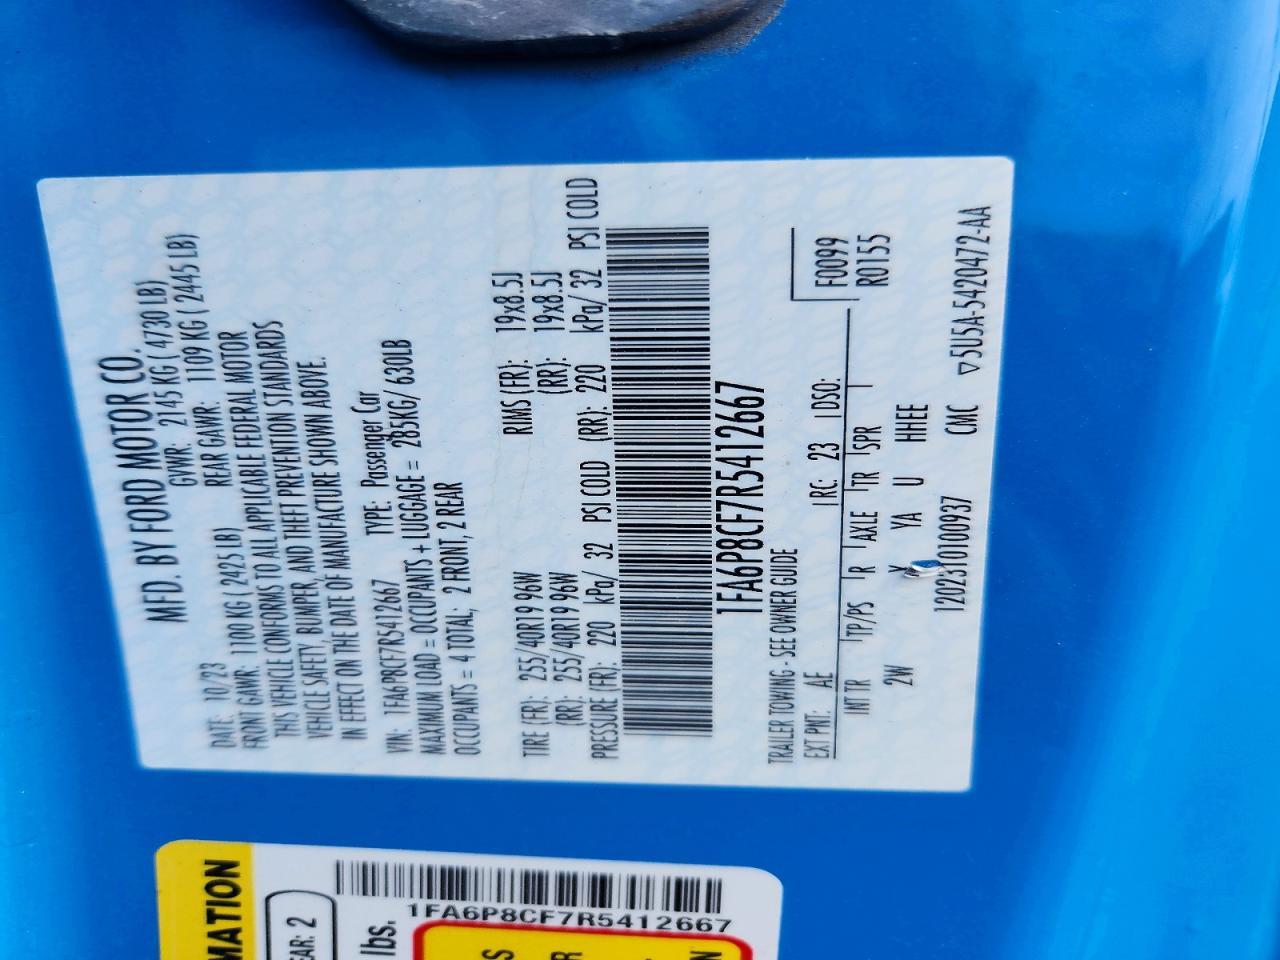 MFD. BY FORD MOTOR CO.
DATE: 10/23 GVWR: 2145 KG ( 4730 LB)
FRONT GAWR: 1100 KG ( 2425 LB) REAR GAWR: 1109 KG ( 2445 LB)
THIS VEHICLE CONFORMS TO ALL APPLICABLE FEDERAL MOTOR
VEHICLE SAFETY, BUMPER, AND THEFT PREVENTION STANDARDS
IN EFFECT ON THE DATE OF MANUFACTURE SHOWN ABOVE.
VIN: 1FA6P8CF7R5412667 TYPE: Passenger Car
MAXIMUM LOAD = OCCUPANTS + LUGGAGE = 285KG/ 630LB
OCCUPANTS = 4 TOTAL; 2 FRONT, 2 REAR
TIRE (FR): 255/40R19 96W RIMS (FR): 19x8.5J
(RR): 255/40R19 96W (RR): 19x8.5J
PRESSURE (FR): 220 kPa/ 32 PSI COLD (RR): 220 kPa/ 32 PSI COLD
1FA6P8CF7R5412667
TRAILER TOWING - SEE OWNER GUIDE
F0099
R0155
EXT PNT: AE RC: 23 DSO:
INT TR TP/PS R AXLE TR SPR
2W YA U HHEE
1202310100937 CMC 5U5A-5420472-AA
MATION
EAR: 2
lbs.
1FA6P8CF7R5412667